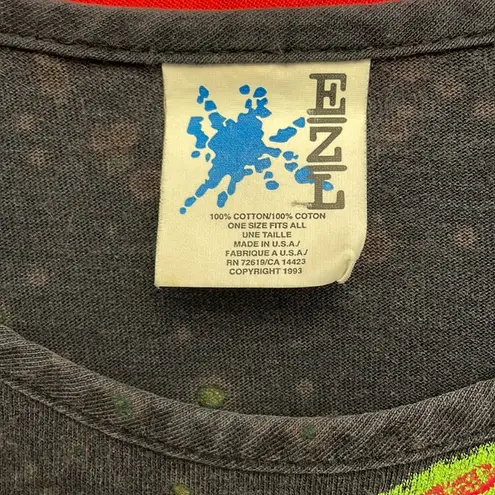 EZL
100% COTTON/100% COTON
ONE SIZE FITS ALL
UNE TAILLE
MADE IN U.S.A./
FABRIQUE A U.S.A./
RN 72619/CA 14423
COPYRIGHT 1993